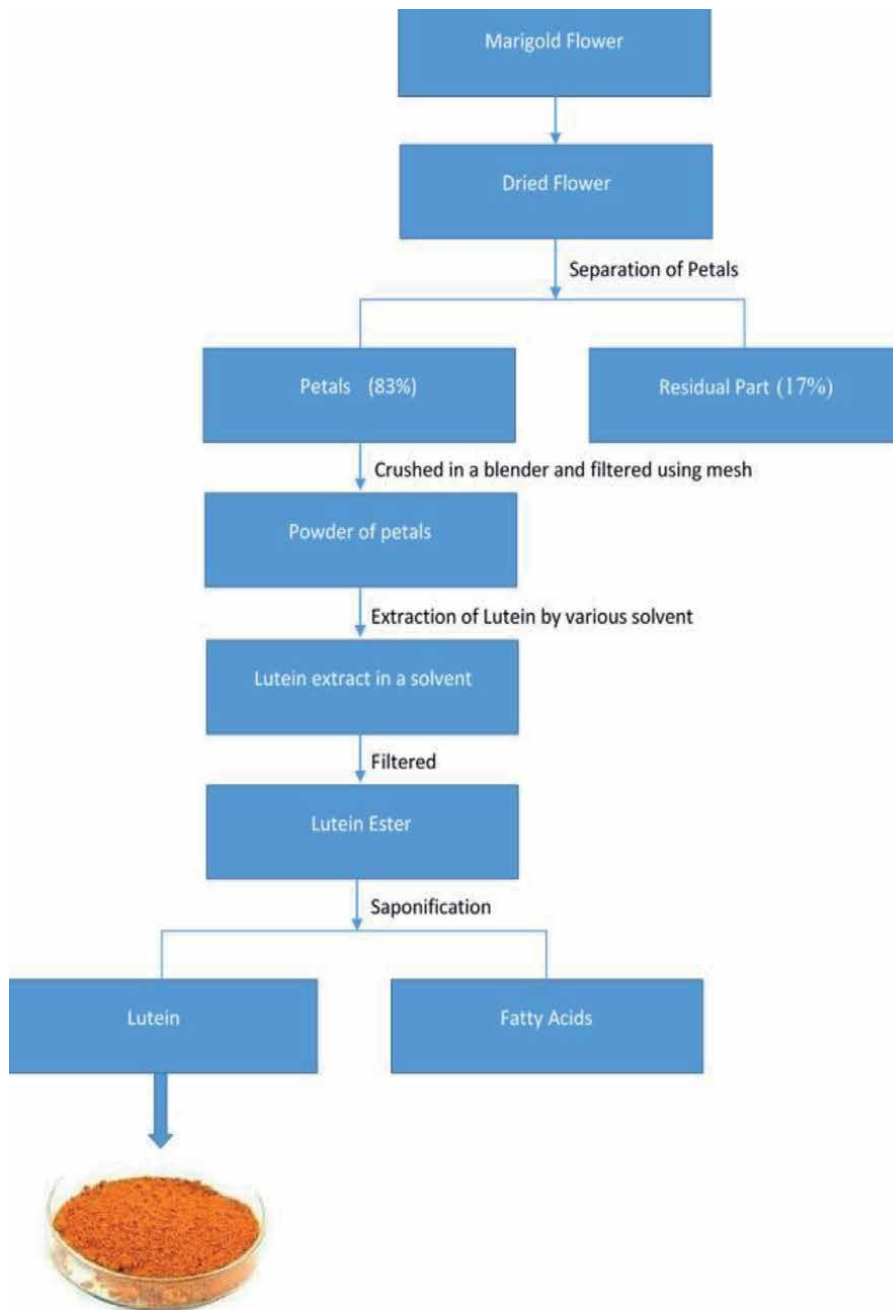 Marigold Flower
Dried Flower
Separation of Petals
Petals (83%)
Residual Part (17%)
Crushed in a blender and filtered using mesh
Powder of petals
Extraction of Lutein by various solvent
Lutein extract in a solvent
Filtered
Lutein Ester
Saponification
Lutein
Fatty Acids